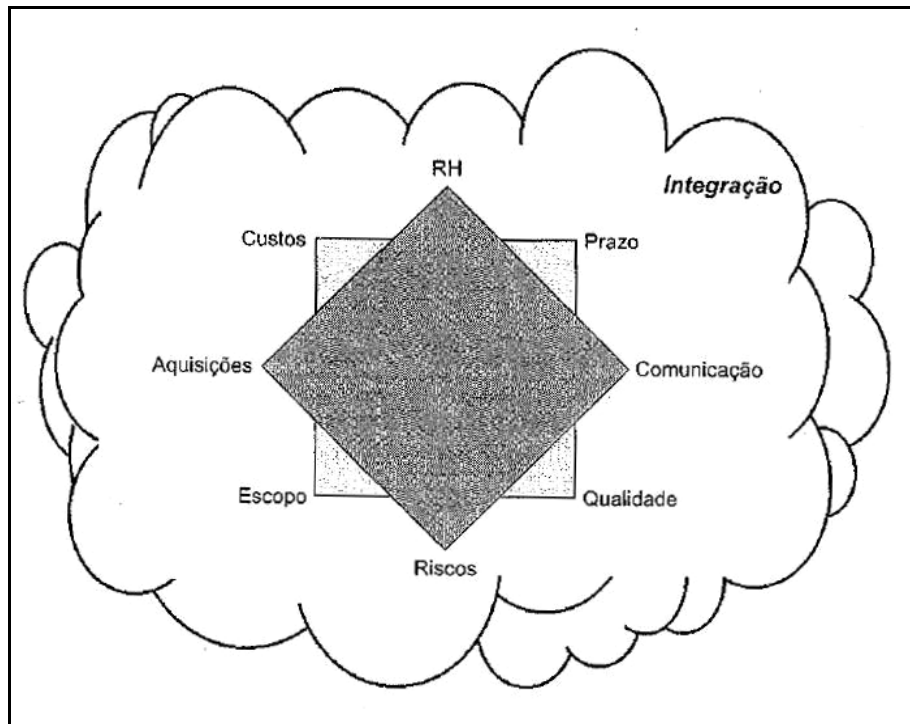 RH
Integração
Custos
Prazo
Aquisições
Comunicação
Escopo
Qualidade
Riscos